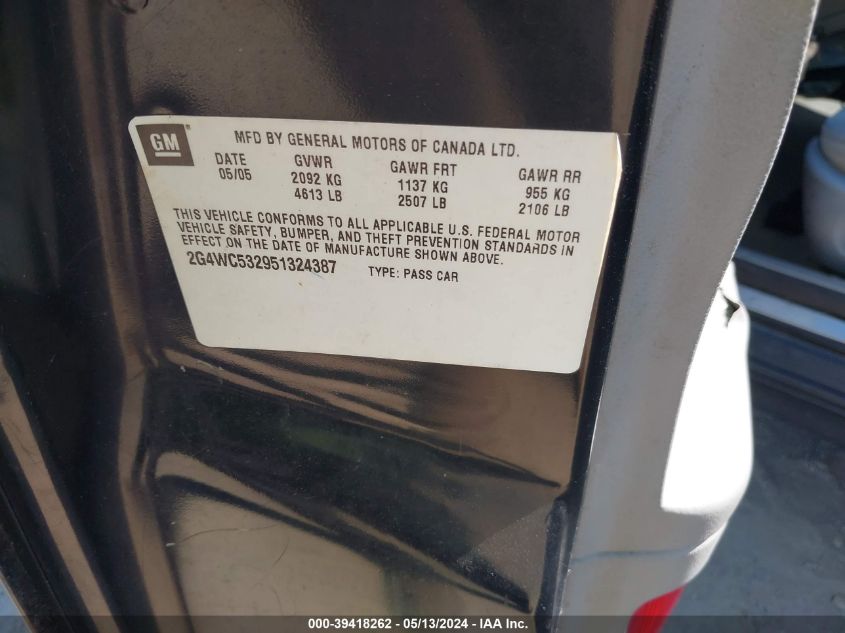 GM
MFD BY GENERAL MOTORS OF CANADA LTD.
DATE GVWR GAWR FRT GAWR RR
05/05 2092 KG 1137 KG 955 KG
4613 LB 2507 LB 2106 LB
THIS VEHICLE CONFORMS TO ALL APPLICABLE U.S. FEDERAL MOTOR
VEHICLE SAFETY, BUMPER, AND THEFT PREVENTION STANDARDS IN
EFFECT ON THE DATE OF MANUFACTURE SHOWN ABOVE.
2G4WC532951324387 TYPE: PASS CAR
000-39418262 - 05/13/2024 - IAA Inc.